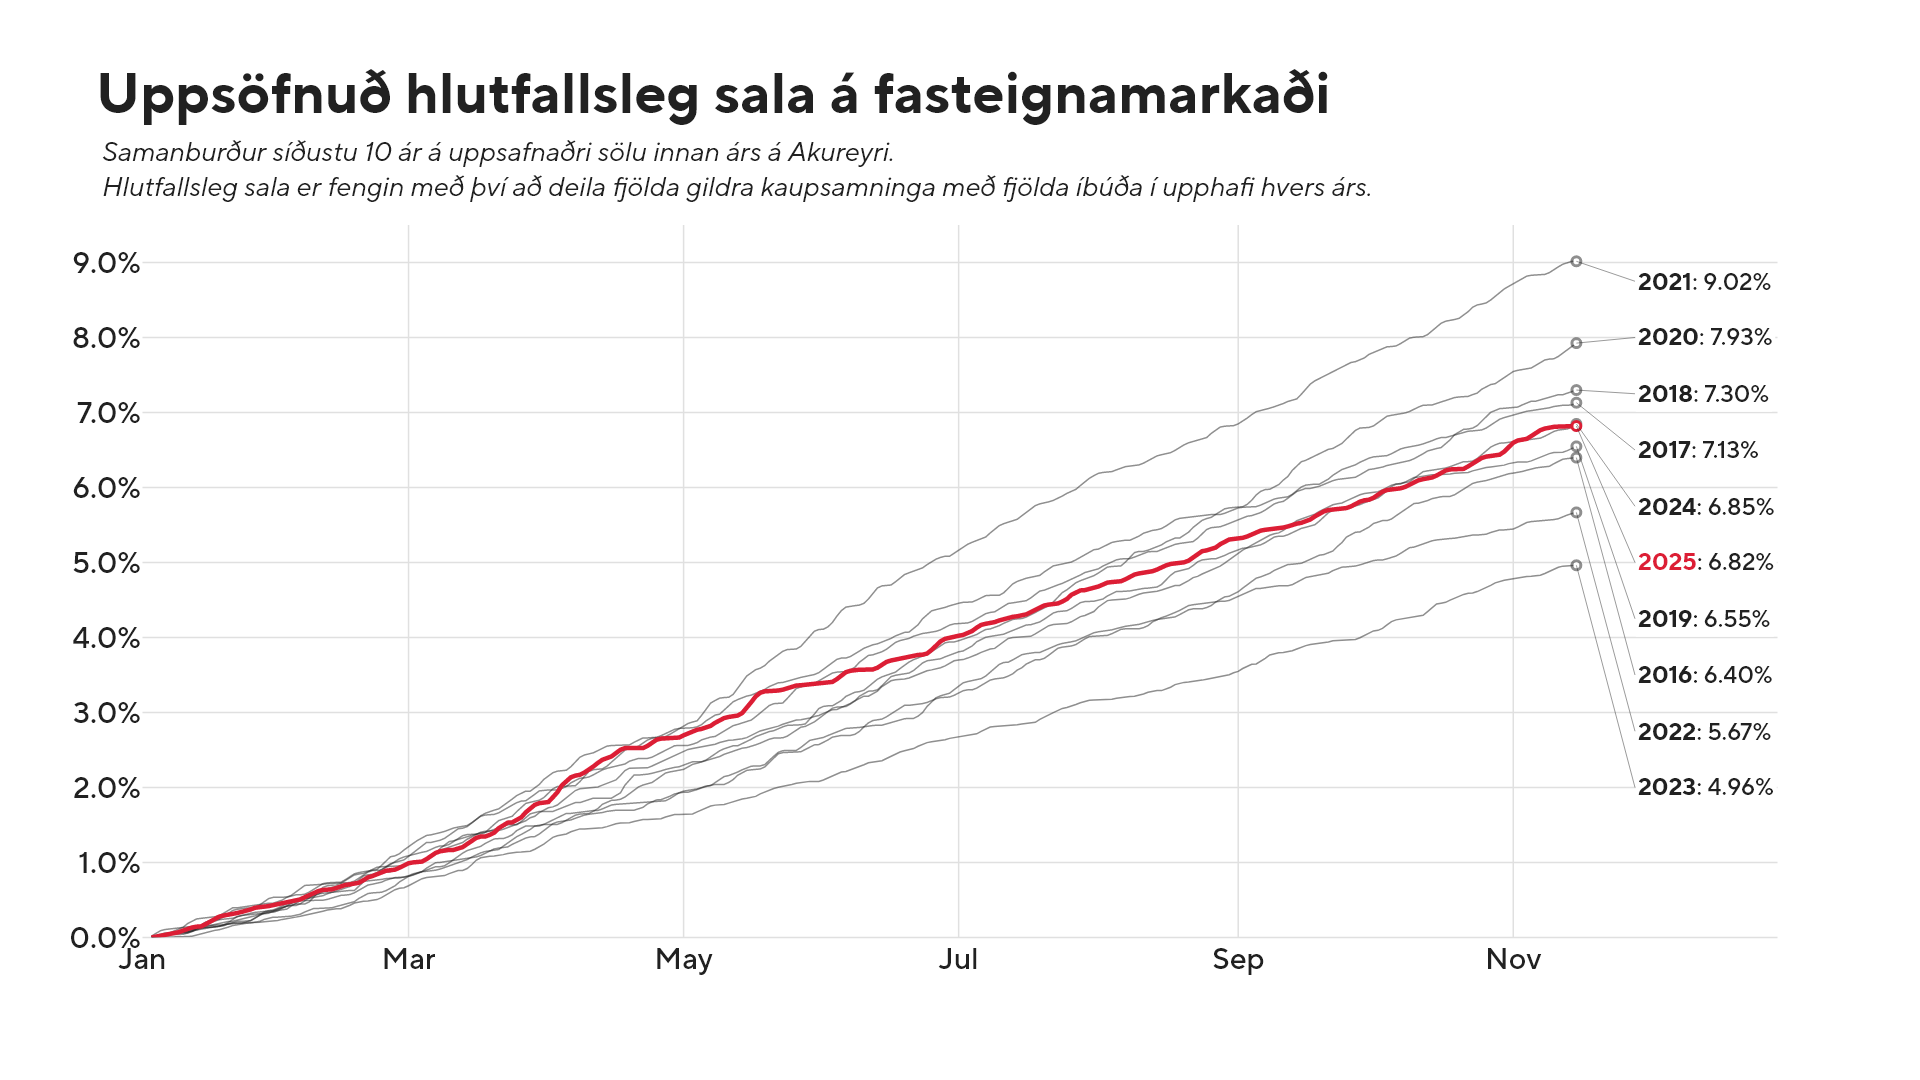 Uppsöfnuð hlutfallsleg sala á fasteignamarkaði
Samanburður síðustu 10 ár á uppsafnaðri sölu innan árs á Akureyri.
Hlutfallsleg sala er fengin með því að deila fjölda gildra kaupsamninga með fjölda íbúða í upphafi hvers árs.
9.0%
8.0%
7.0%
6.0%
5.0%
4.0%
3.0%
2.0%
1.0%
0.0%
Jan
Mar
May
Jul
Sep
Nov
2021: 9.02%
2020: 7.93%
2018: 7.30%
2017: 7.13%
2024: 6.85%
2025: 6.82%
2019: 6.55%
2016: 6.40%
2022: 5.67%
2023: 4.96%